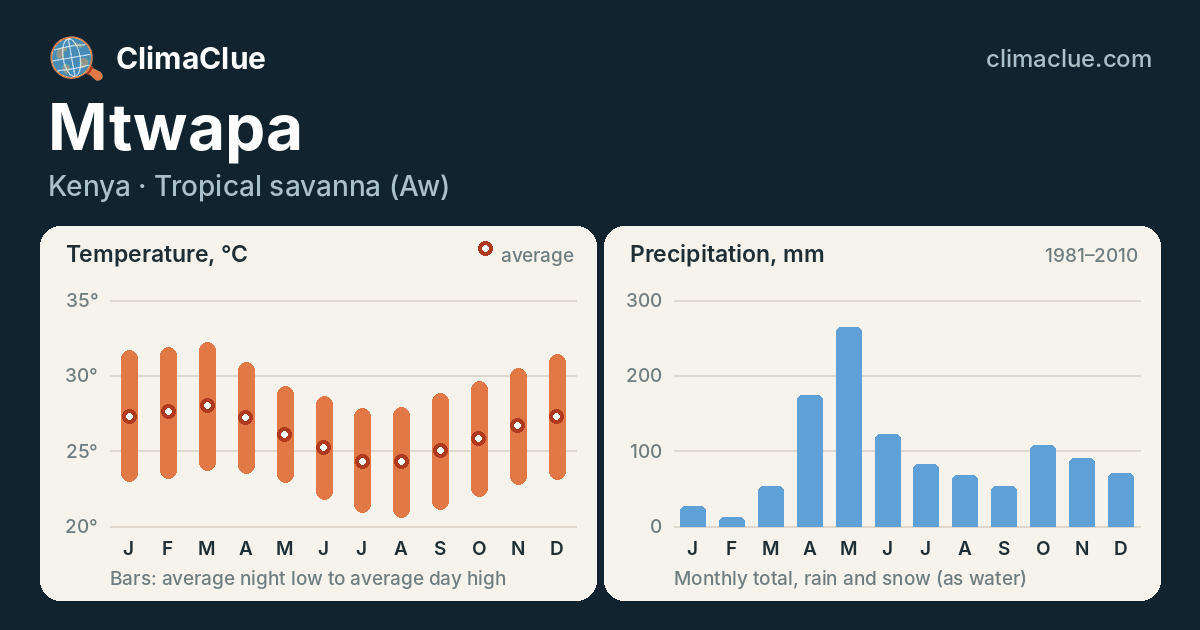 ClimaClue
climaclue.com
Mtwapa
Kenya · Tropical savanna (Aw)
Temperature, °C
average
35°
30°
25°
20°
J F M A M J J A S O N D
Bars: average night low to average day high
Precipitation, mm
1981–2010
300
200
100
0
J F M A M J J A S O N D
Monthly total, rain and snow (as water)